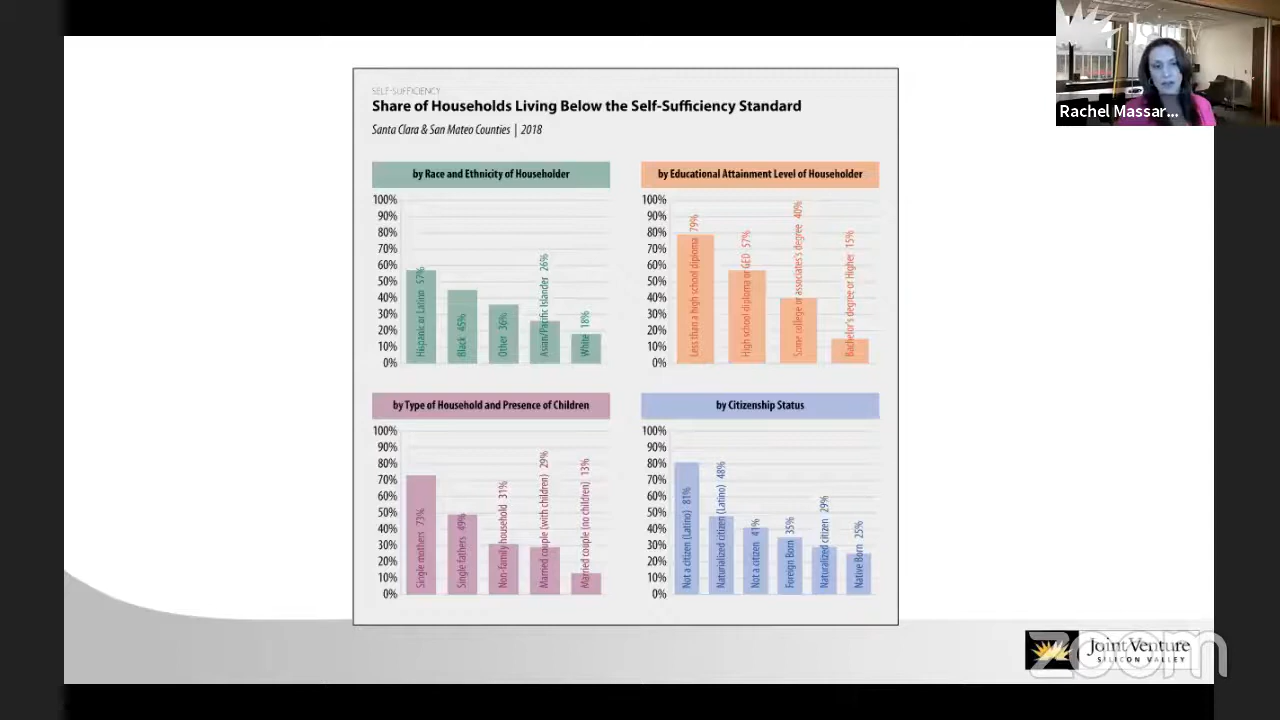 SELF-SUFFICIENCY
Share of Households Living Below the Self-Sufficiency Standard
Santa Clara & San Mateo Counties | 2018
by Race and Ethnicity of Householder
100%
90%
80%
70%
60%
50%
40%
30%
20%
10%
0%
Hispanic or Latino 57%
Black 45%
Other 36%
Asian/Pacific Islander 26%
White 18%
by Educational Attainment Level of Householder
100%
90%
80%
70%
60%
50%
40%
30%
20%
10%
0%
Less than a high school diploma 79%
High school diploma or GED 57%
Some college or associates's degree 40%
Bachelor's degree or Higher 15%
by Type of Household and Presence of Children
100%
90%
80%
70%
60%
50%
40%
30%
20%
10%
0%
Single mothers 73%
Single fathers 49%
Non-family household 31%
Married couple (with children) 29%
Married couple (no children) 13%
by Citizenship Status
100%
90%
80%
70%
60%
50%
40%
30%
20%
10%
0%
Not a citizen (Latino) 81%
Naturialized citizen (Latino) 48%
Not a citizen 41%
Foreign Born 35%
Naturalized citizen 29%
Native Born 25%
Rachel Massar...
Joint Venture
SILICON VALLEY
zoom